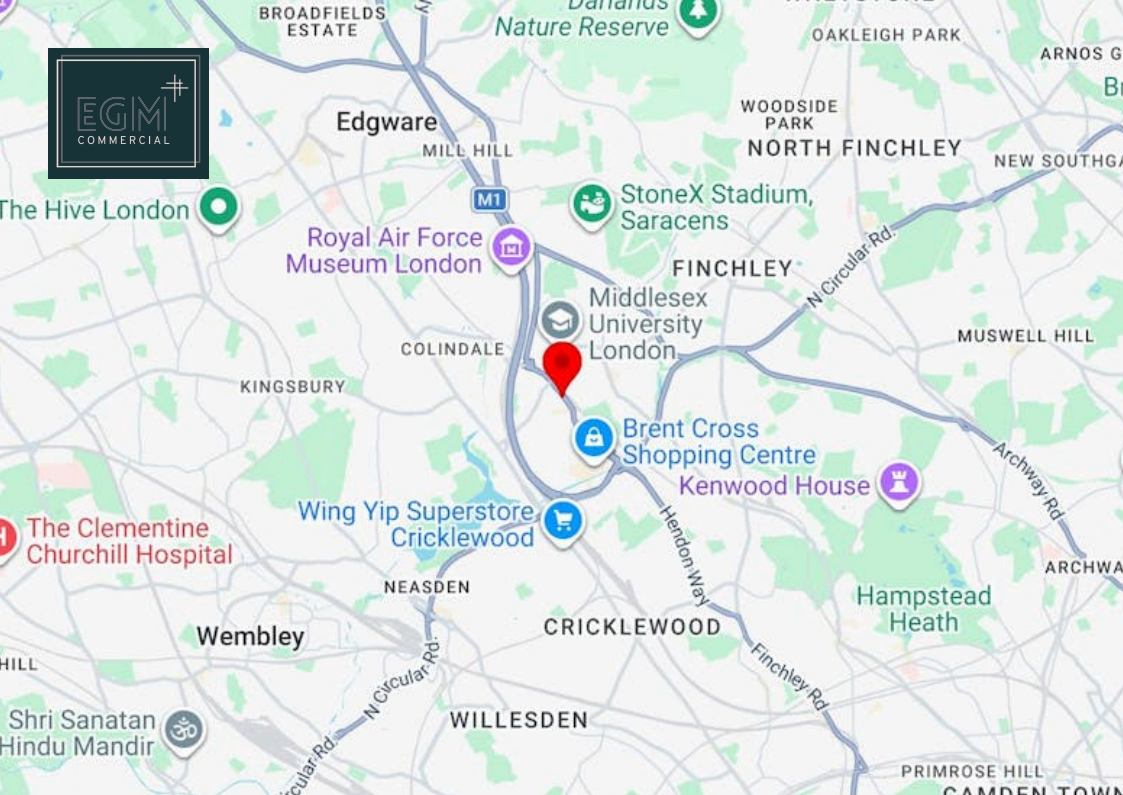 BROADFIELDS
ESTATE
Nature Reserve
OAKLEIGH PARK
ARNOS G
EGM
COMMERCIAL
Edgware
MILL HILL
WOODSIDE
PARK
NORTH FINCHLEY
NEW SOUTHGA
M1
The Hive London
StoneX Stadium,
Saracens
Royal Air Force
Museum London
FINCHLEY
N Circular Rd.
Middlesex
University
London
COLINDALE
MUSWELL HILL
KINGSBURY
Brent Cross
Shopping Centre
Kenwood House
Archway Rd
Wing Yip Superstore
Cricklewood
The Clementine
Churchill Hospital
Hendon Way
ARCHWA
NEASDEN
Hampstead
Heath
CRICKLEWOOD
Wembley
HILL
N Circular Rd.
Finchley Rd
Shri Sanatan
Hindu Mandir
WILLESDEN
rcular Rd.
PRIMROSE HILL
CAMDEN TOWN